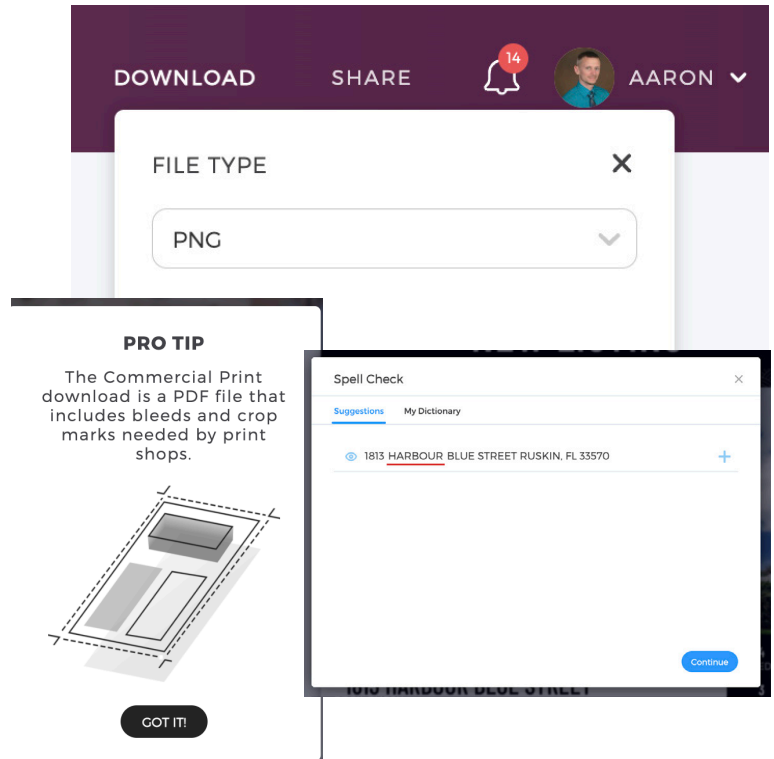 DOWNLOAD SHARE 14 AARON
FILE TYPE
PNG
PRO TIP
The Commercial Print
download is a PDF file that
includes bleeds and crop
marks needed by print
shops.
GOT IT!
Spell Check
Suggestions My Dictionary
1813 HARBOUR BLUE STREET RUSKIN, FL 33570
Continue
1813 HARBOUR BLUE STREET
3